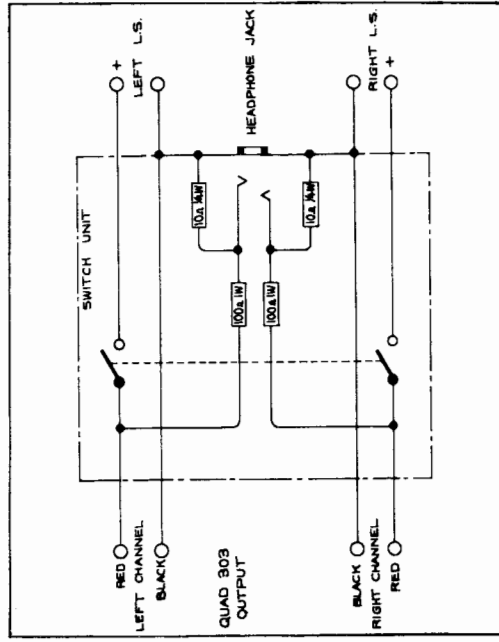 SWITCH UNIT
RED
LEFT CHANNEL
BLACK
+
LEFT L.S.
10Ω ¼W
100Ω 1W
QUAD 303
OUTPUT
HEADPHONE JACK
100Ω 1W
10Ω ¼W
BLACK
RIGHT CHANNEL
RED
RIGHT L.S.
+